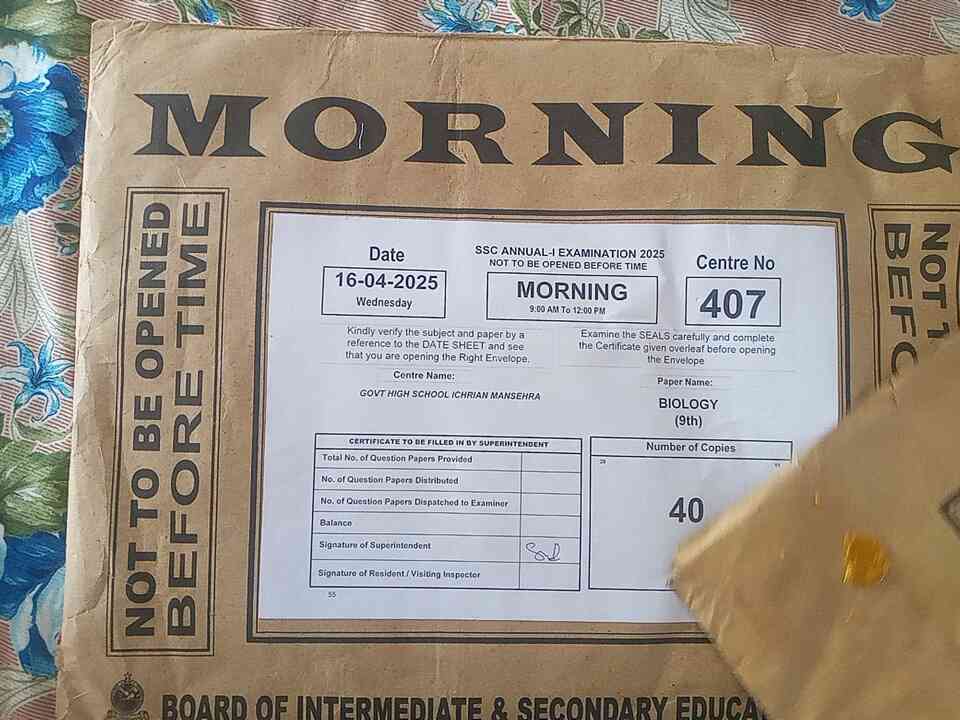 MORNING
NOT TO BE OPENED
BEFORE TIME
Date
16-04-2025
Wednesday
SSC ANNUAL-I EXAMINATION 2025
NOT TO BE OPENED BEFORE TIME
MORNING
9:00 AM To 12:00 PM
Centre No
407
Kindly verify the subject and paper by a
reference to the DATE SHEET and see
that you are opening the Right Envelope.
Examine the SEALS carefully and complete
the Certificate given overleaf before opening
the Envelope
Centre Name:
GOVT HIGH SCHOOL ICHRIAN MANSEHRA
Paper Name:
BIOLOGY
(9th)
CERTIFICATE TO BE FILLED IN BY SUPERINTENDENT
Total No. of Question Papers Provided
No. of Question Papers Distributed
No. of Question Papers Dispatched to Examiner
Balance
Signature of Superintendent
Signature of Resident / Visiting Inspector
55
Number of Copies
40
NOT
BEFO
BOARD OF INTERMEDIATE & SECONDARY EDUCA